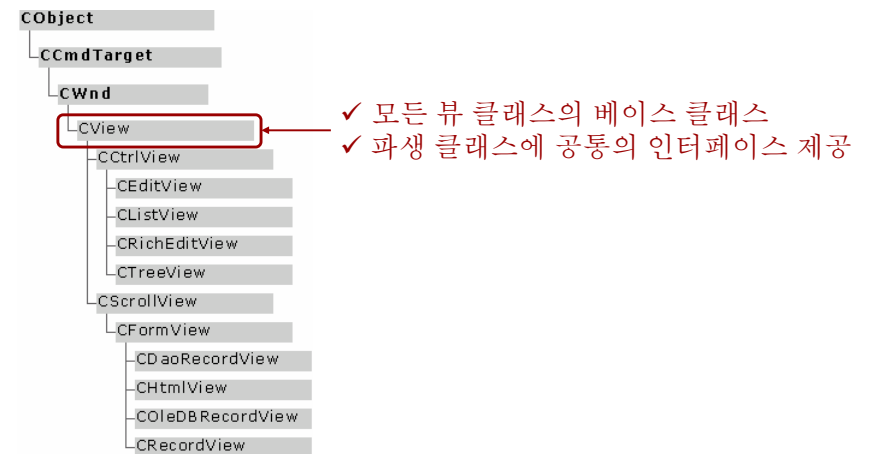 CObject
CCmdTarget
CWnd
CView
✓ 모든 뷰 클래스의 베이스 클래스
✓ 파생 클래스에 공통의 인터페이스 제공
CCtrlView
CEditView
CListView
CRichEditView
CTreeView
CScrollView
CFormView
CDaoRecordView
CHtmlView
COleDBRecordView
CRecordView